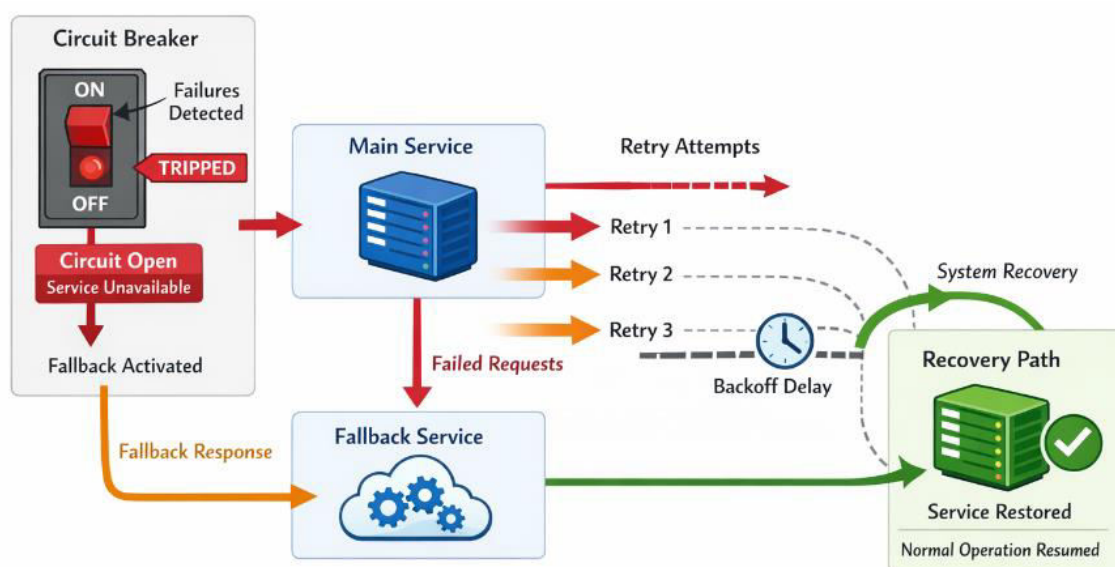 Circuit Breaker
ON
Failures
Detected
TRIPPED
OFF
Circuit Open
Service Unavailable
Fallback Activated
Fallback Response
Main Service
Failed Requests
Fallback Service
Retry Attempts
Retry 1
Retry 2
Retry 3
Backoff Delay
System Recovery
Recovery Path
Service Restored
Normal Operation Resumed